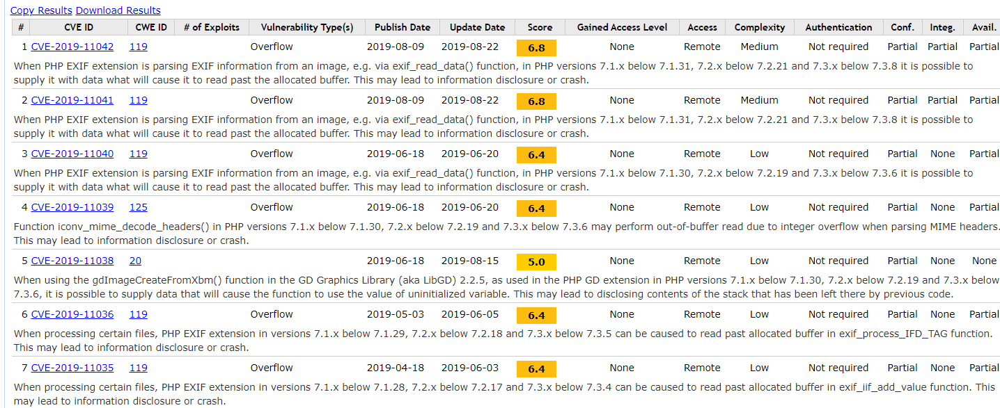 Copy Results Download Results
# CVE ID CWE ID # of Exploits Vulnerability Type(s) Publish Date Update Date Score Gained Access Level Access Complexity Authentication Conf. Integ. Avail.
1 CVE-2019-11042 119 Overflow 2019-08-09 2019-08-22 6.8 None Remote Medium Not required Partial Partial Partial
When PHP EXIF extension is parsing EXIF information from an image, e.g. via exif_read_data() function, in PHP versions 7.1.x below 7.1.31, 7.2.x below 7.2.21 and 7.3.x below 7.3.8 it is possible to
supply it with data what will cause it to read past the allocated buffer. This may lead to information disclosure or crash.
2 CVE-2019-11041 119 Overflow 2019-08-09 2019-08-22 6.8 None Remote Medium Not required Partial Partial Partial
When PHP EXIF extension is parsing EXIF information from an image, e.g. via exif_read_data() function, in PHP versions 7.1.x below 7.1.31, 7.2.x below 7.2.21 and 7.3.x below 7.3.8 it is possible to
supply it with data what will cause it to read past the allocated buffer. This may lead to information disclosure or crash.
3 CVE-2019-11040 119 Overflow 2019-06-18 2019-06-20 6.4 None Remote Low Not required Partial None Partial
When PHP EXIF extension is parsing EXIF information from an image, e.g. via exif_read_data() function, in PHP versions 7.1.x below 7.1.30, 7.2.x below 7.2.19 and 7.3.x below 7.3.6 it is possible to
supply it with data what will cause it to read past the allocated buffer. This may lead to information disclosure or crash.
4 CVE-2019-11039 125 Overflow 2019-06-18 2019-06-20 6.4 None Remote Low Not required Partial None Partial
Function iconv_mime_decode_headers() in PHP versions 7.1.x below 7.1.30, 7.2.x below 7.2.19 and 7.3.x below 7.3.6 may perform out-of-buffer read due to integer overflow when parsing MIME headers.
This may lead to information disclosure or crash.
5 CVE-2019-11038 20 2019-06-18 2019-08-15 5.0 None Remote Low Not required Partial None None
When using the gdImageCreateFromXbm() function in the GD Graphics Library (aka LibGD) 2.2.5, as used in the PHP GD extension in PHP versions 7.1.x below 7.1.30, 7.2.x below 7.2.19 and 7.3.x below
7.3.6, it is possible to supply data that will cause the function to use the value of uninitialized variable. This may lead to disclosing contents of the stack that has been left there by previous code.
6 CVE-2019-11036 119 Overflow 2019-05-03 2019-06-05 6.4 None Remote Low Not required Partial None Partial
When processing certain files, PHP EXIF extension in versions 7.1.x below 7.1.29, 7.2.x below 7.2.18 and 7.3.x below 7.3.5 can be caused to read past allocated buffer in exif_process_IFD_TAG function.
This may lead to information disclosure or crash.
7 CVE-2019-11035 119 Overflow 2019-04-18 2019-06-03 6.4 None Remote Low Not required Partial None Partial
When processing certain files, PHP EXIF extension in versions 7.1.x below 7.1.28, 7.2.x below 7.2.17 and 7.3.x below 7.3.4 can be caused to read past allocated buffer in exif_iif_add_value function. This
may lead to information disclosure or crash.